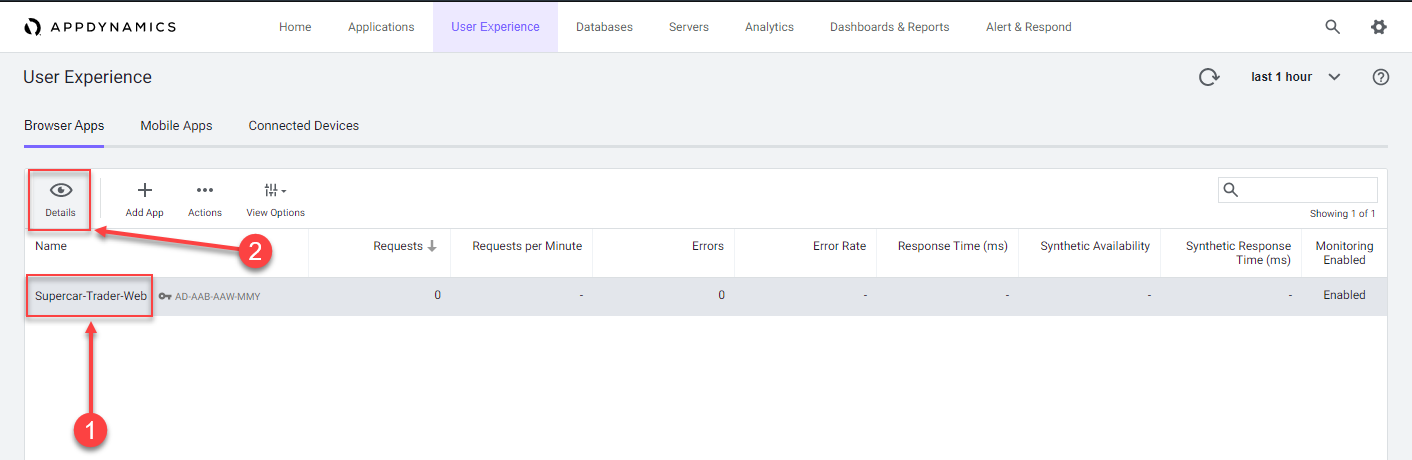 APPDYNAMICS Home Applications User Experience Databases Servers Analytics Dashboards & Reports Alert & Respond
User Experience last 1 hour
Browser Apps Mobile Apps Connected Devices
Details Add App Actions View Options
Showing 1 of 1
2
Name Requests Requests per Minute Errors Error Rate Response Time (ms) Synthetic Availability Synthetic Response Time (ms) Monitoring Enabled
Supercar-Trader-Web AD-AAB-AAW-MMY 0 - 0 - - - - Enabled
1